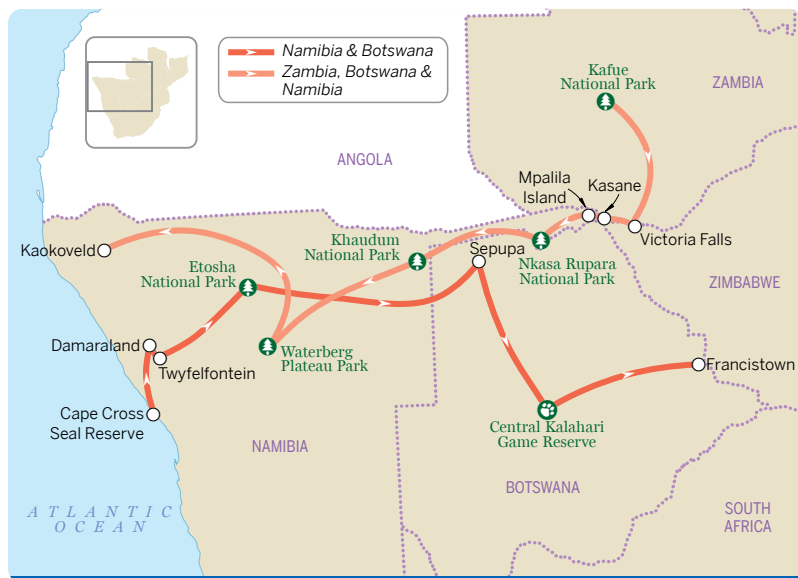 Namibia & Botswana
Zambia, Botswana &
Namibia
Kafue
National Park
ZAMBIA
ANGOLA
Mpalila
Island
Kasane
Victoria Falls
Khaudum
National Park
Sepupa
Nkasa Rupara
National Park
Kaokoveld
Etosha
National Park
ZIMBABWE
Damaraland
Twyfelfontein
Waterberg
Plateau Park
Francistown
Cape Cross
Seal Reserve
Central Kalahari
Game Reserve
NAMIBIA
BOTSWANA
ATLANTIC
OCEAN
SOUTH
AFRICA